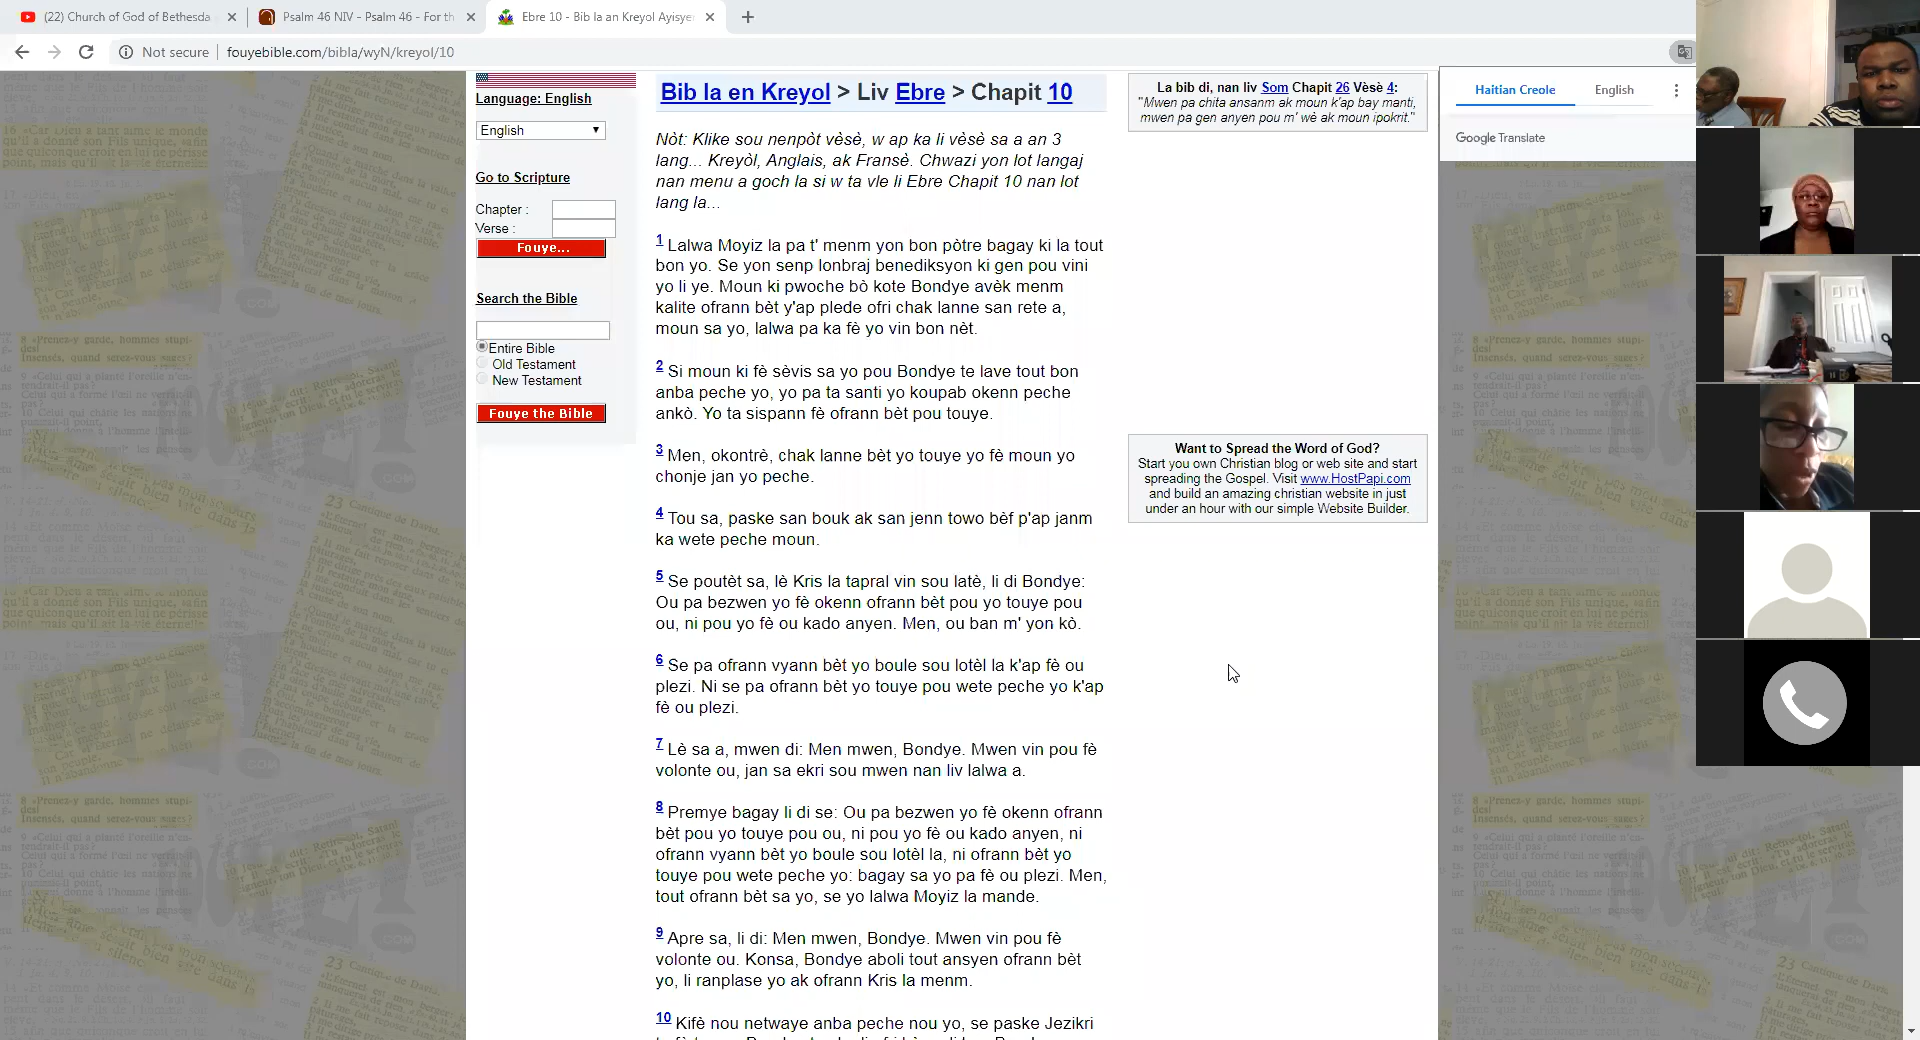 (22) Church of God of Bethesda
Psalm 46 NIV - Psalm 46 - For th
Ebre 10 - Bib la an Kreyol Ayisye
Not secure
fouyebible.com/bibla/wyN/kreyol/10
Haitian Creole
English
Google Translate
Language: English
English
Go to Scripture
Chapter :
Verse :
Fouye...
Search the Bible
Entire Bible
Old Testament
New Testament
Fouye the Bible
Bib la en Kreyol > Liv Ebre > Chapit 10
Nòt: Klike sou nenpòt vèsè, w ap ka li vèsè sa a an 3
lang... Kreyòl, Anglais, ak Fransè. Chwazi yon lot langaj
nan menu a goch la si w ta vle li Ebre Chapit 10 nan lot
lang la...
1 Lalwa Moyiz la pa t' menm yon bon pòtre bagay ki la tout
bon yo. Se yon senp lonbraj benediksyon ki gen pou vini
yo li ye. Moun ki pwoche bò kote Bondye avèk menm
kalite ofrann bèt y'ap plede ofri chak lanne san rete a,
moun sa yo, lalwa pa ka fè yo vin bon nèt.
2 Si moun ki fè sèvis sa yo pou Bondye te lave tout bon
anba peche yo, yo pa ta santi yo koupab okenn peche
ankò. Yo ta sispann fè ofrann bèt pou touye.
3 Men, okontrè, chak lanne bèt yo touye yo fè moun yo
chonje jan yo peche.
4 Tou sa, paske san bouk ak san jenn towo bèf p'ap janm
ka wete peche moun.
5 Se poutèt sa, lè Kris la tapral vin sou latè, li di Bondye:
Ou pa bezwen yo fè okenn ofrann bèt pou yo touye pou
ou, ni pou yo fè ou kado anyen. Men, ou ban m' yon kò.
6 Se pa ofrann vyann bèt yo boule sou lotèl la k'ap fè ou
plezi. Ni se pa ofrann bèt yo touye pou wete peche yo k'ap
fè ou plezi.
7 Lè sa a, mwen di: Men mwen, Bondye. Mwen vin pou fè
volonte ou, jan sa ekri sou mwen nan liv lalwa a.
8 Premye bagay li di se: Ou pa bezwen yo fè okenn ofrann
bèt pou yo touye pou ou, ni pou yo fè ou kado anyen, ni
ofrann vyann bèt yo boule sou lotèl la, ni ofrann bèt yo
touye pou wete peche yo: bagay sa yo pa fè ou plezi. Men,
tout ofrann bèt sa yo, se yo lalwa Moyiz la mande.
9 Apre sa, li di: Men mwen, Bondye. Mwen vin pou fè
volonte ou. Konsa, Bondye aboli tout ansyen ofrann bèt
yo, li ranplase yo ak ofrann Kris la menm.
10 Kifè nou netwaye anba peche nou yo, se paske Jezikri
La bib di, nan liv Som Chapit 26 Vèsè 4:
"Mwen pa chita ansanm ak moun k'ap bay manti,
mwen pa gen anyen pou m' wè ak moun ipokrit."
Want to Spread the Word of God?
Start you own Christian blog or web site and start
spreading the Gospel. Visit www.HostPapi.com
and build an amazing christian website in just
under an hour with our simple Website Builder.